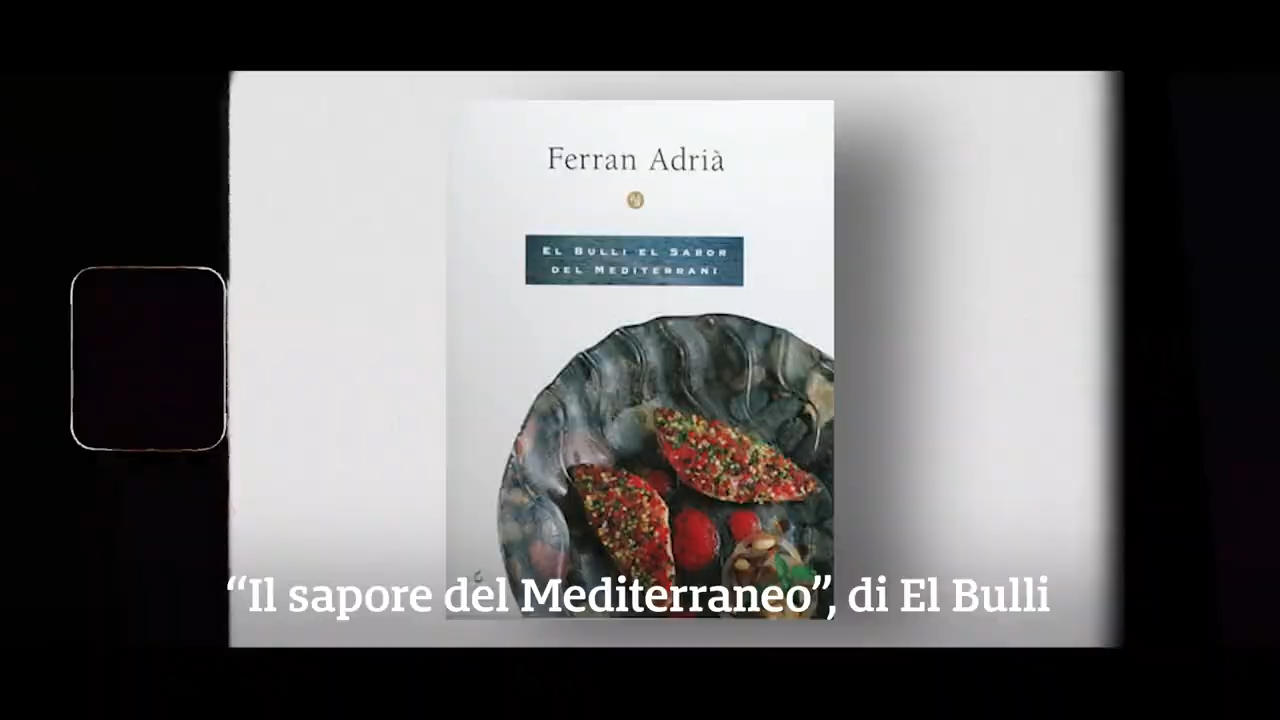 Ferran Adrià
El Bulli el Sabor
del Mediterrani
“Il sapore del Mediterraneo”, di El Bulli